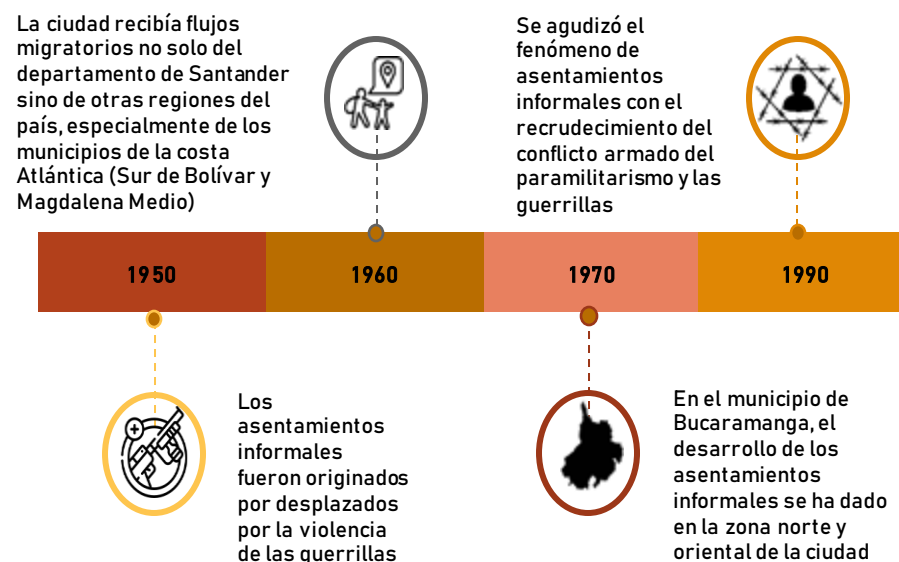 La ciudad recibía flujos
migratorios no solo del
departamento de Santander
sino de otras regiones del
país, especialmente de los
municipios de la costa
Atlántica (Sur de Bolívar y
Magdalena Medio)
Se agudizó el
fenómeno de
asentamientos
informales con el
recrudecimiento del
conflicto armado del
paramilitarismo y las
guerrillas
1950
1960
1970
1990
Los
asentamientos
informales
fueron originados
por desplazados
por la violencia
de las guerrillas
En el municipio de
Bucaramanga, el
desarrollo de los
asentamientos
informales se ha dado
en la zona norte y
oriental de la ciudad